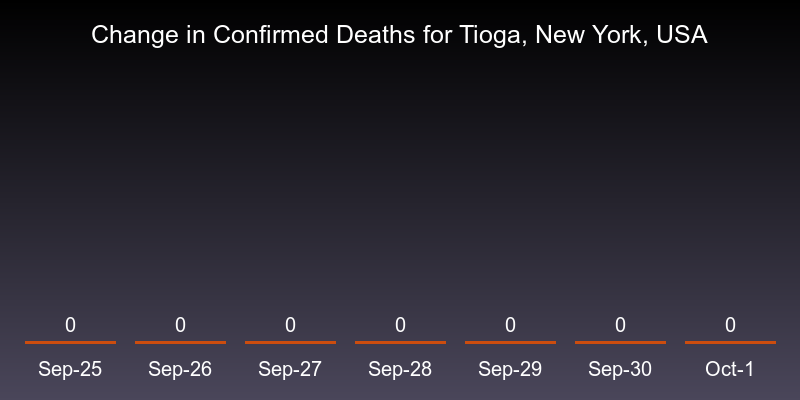 Change in Confirmed Deaths for Tioga, New York, USA
0 0 0 0 0 0 0
Sep-25 Sep-26 Sep-27 Sep-28 Sep-29 Sep-30 Oct-1